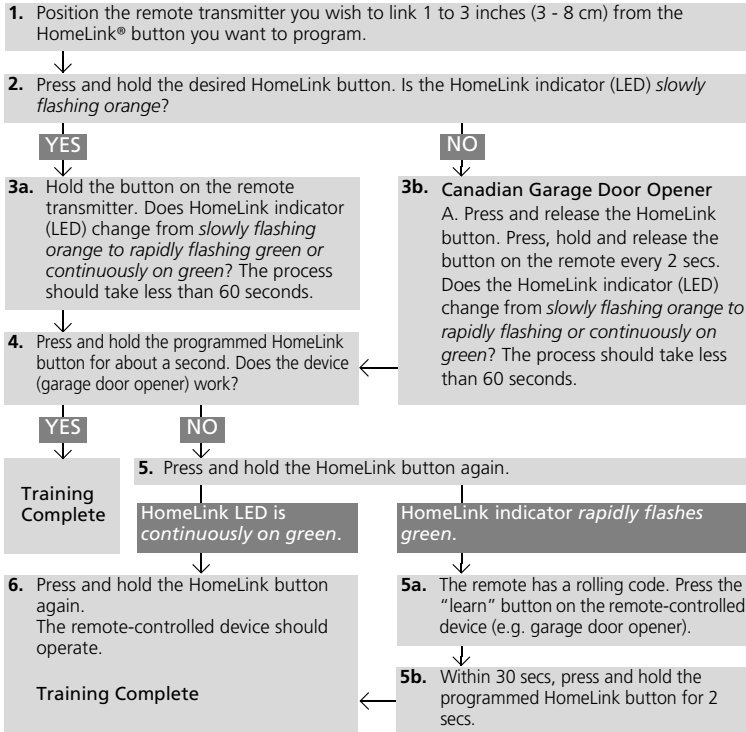 1. Position the remote transmitter you wish to link 1 to 3 inches (3 - 8 cm) from the
HomeLink® button you want to program.
2. Press and hold the desired HomeLink button. Is the HomeLink indicator (LED) slowly
flashing orange?
YES
NO
3a. Hold the button on the remote
transmitter. Does HomeLink indicator
(LED) change from slowly flashing
orange to rapidly flashing green or
continuously on green? The process
should take less than 60 seconds.
3b. Canadian Garage Door Opener
A. Press and release the HomeLink
button. Press, hold and release the
button on the remote every 2 secs.
Does the HomeLink indicator (LED)
change from slowly flashing orange to
rapidly flashing or continuously on
green? The process should take less
than 60 seconds.
4. Press and hold the programmed HomeLink
button for about a second. Does the device
(garage door opener) work?
YES
NO
Training
Complete
5. Press and hold the HomeLink button again.
HomeLink LED is
continuously on green.
HomeLink indicator rapidly flashes
green.
6. Press and hold the HomeLink button
again.
The remote-controlled device should
operate.
Training Complete
5a. The remote has a rolling code. Press the
“learn” button on the remote-controlled
device (e.g. garage door opener).
5b. Within 30 secs, press and hold the
programmed HomeLink button for 2
secs.